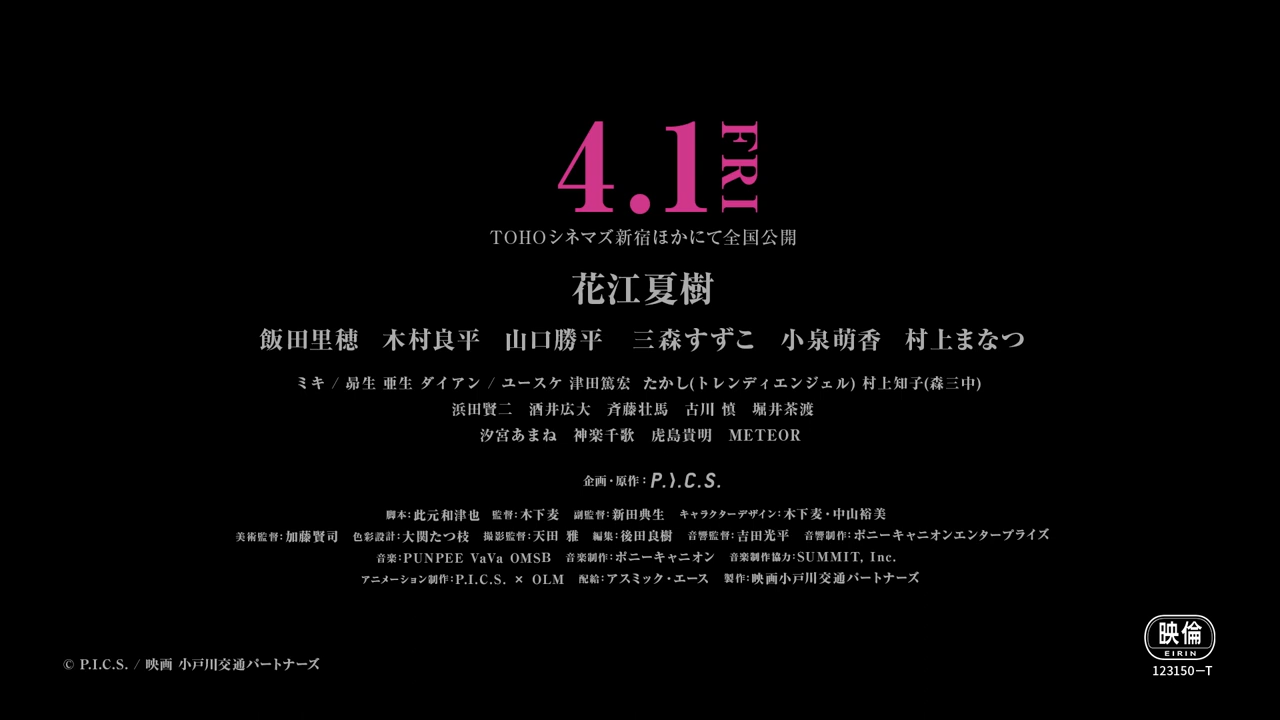 4.1 FRI
TOHOシネマズ新宿ほかにて全国公開
花江夏樹
飯田里穂 木村良平 山口勝平 三森すずこ 小泉萌香 村上まなつ
ミキ / 昴生 亜生 ダイアン / ユースケ 津田篤宏 たかし(トレンディエンジェル) 村上知子(森三中)
浜田賢二 酒井広大 斉藤壮馬 古川 慎 堀井茶渡
汐宮あまね 神楽千歌 虎島貴明 METEOR
企画・原作：P.I.C.S.
脚本：此元和津也 監督：木下麦 副監督：新田典生 キャラクターデザイン：木下麦・中山裕美
美術監督：加藤賢司 色彩設計：大関たつ枝 撮影監督：天田 雅 編集：後田良樹 音響監督：吉田光平 音響制作：ポニーキャニオンエンタープライズ
音楽：PUNPEE VaVa OMSB 音楽制作：ポニーキャニオン 音楽制作協力：SUMMIT, Inc.
アニメーション制作：P.I.C.S. × OLM 配給：アスミック・エース 製作：映画小戸川交通パートナーズ
© P.I.C.S. / 映画 小戸川交通パートナーズ
映倫
EIRIN
123150－T